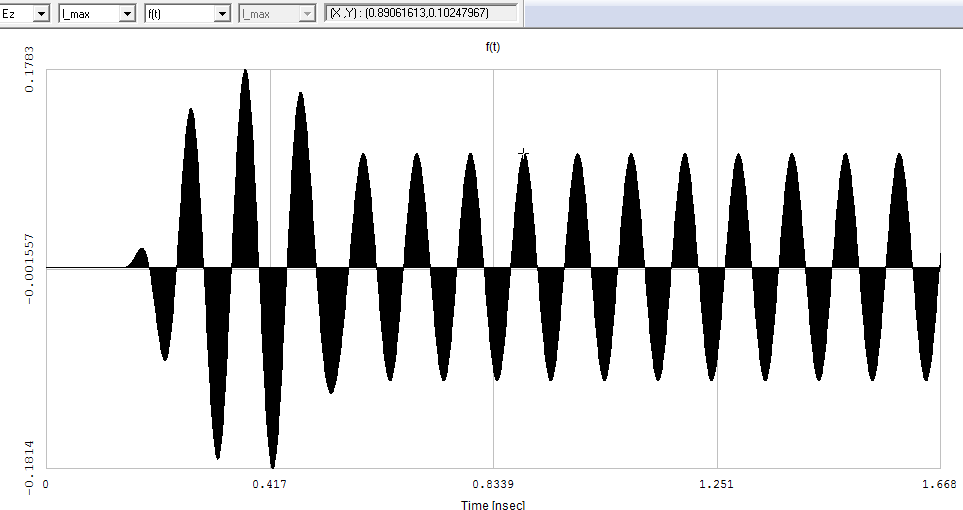 Ez I_max f(t) I_max (X ,Y) : (0.89061613,0.10247967)
f(t)
0.1783
-0.001557
-0.1814
0 0.417 0.8339 1.251 1.668
Time [nsec]